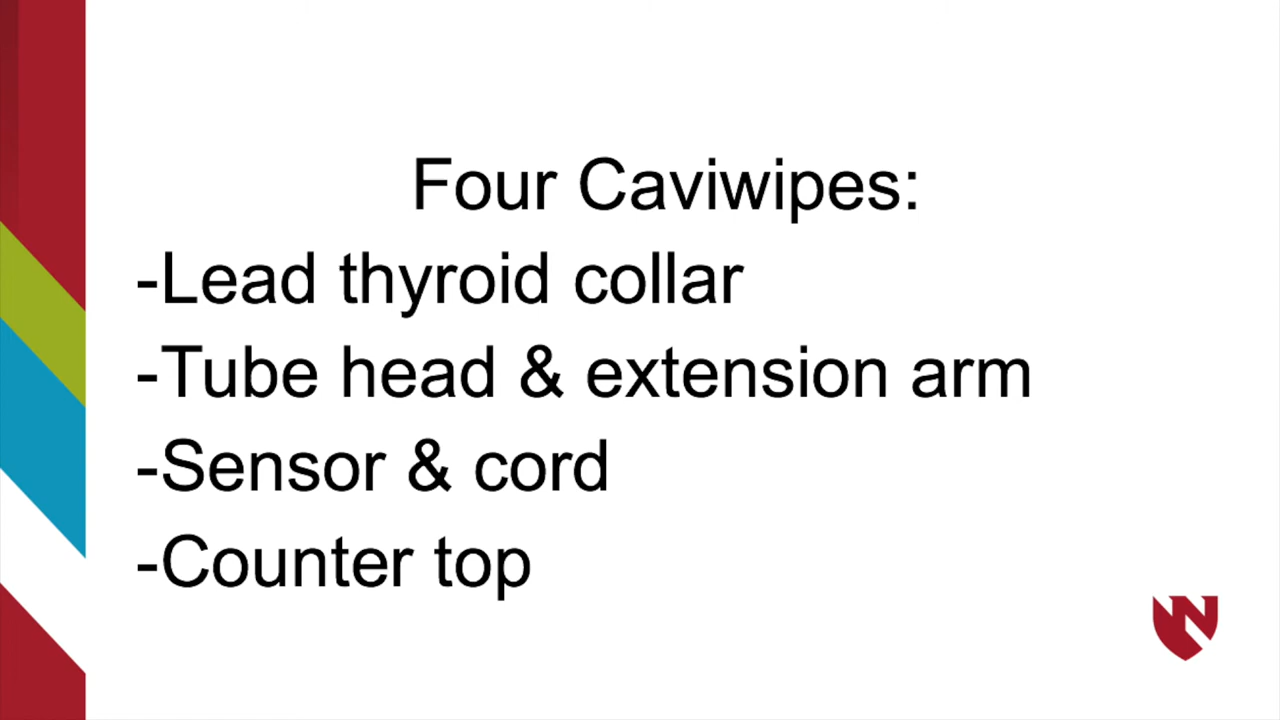 Four Caviwipes:
-Lead thyroid collar
-Tube head & extension arm
-Sensor & cord
-Counter top